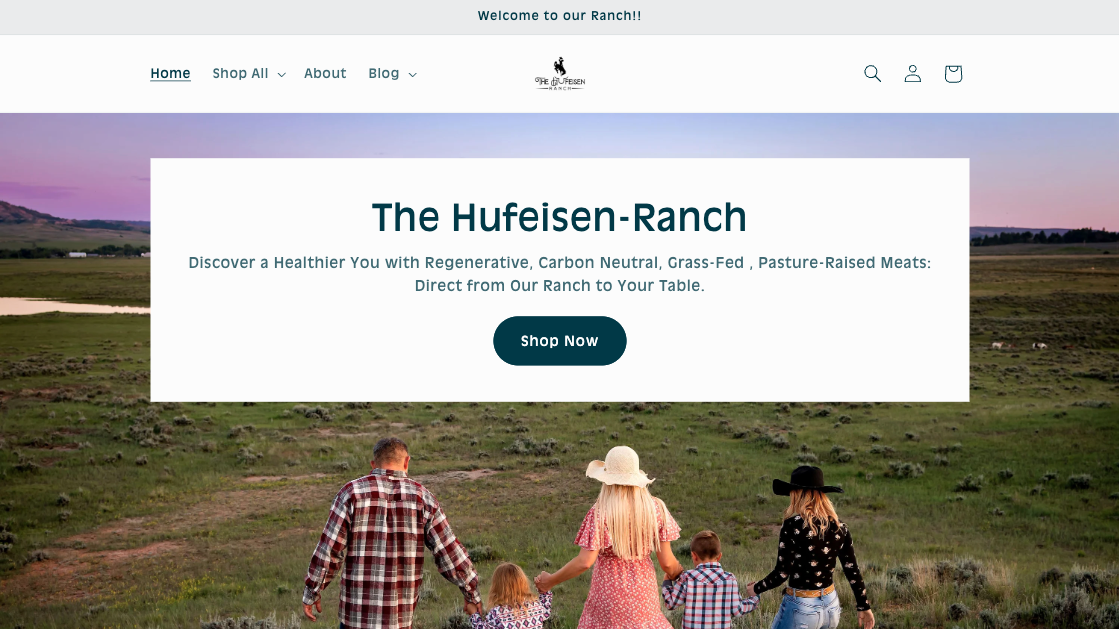 Welcome to our Ranch!!
Home Shop All About Blog
THE HUFEISEN
RANCH
The Hufeisen-Ranch
Discover a Healthier You with Regenerative, Carbon Neutral, Grass-Fed , Pasture-Raised Meats:
Direct from Our Ranch to Your Table.
Shop Now